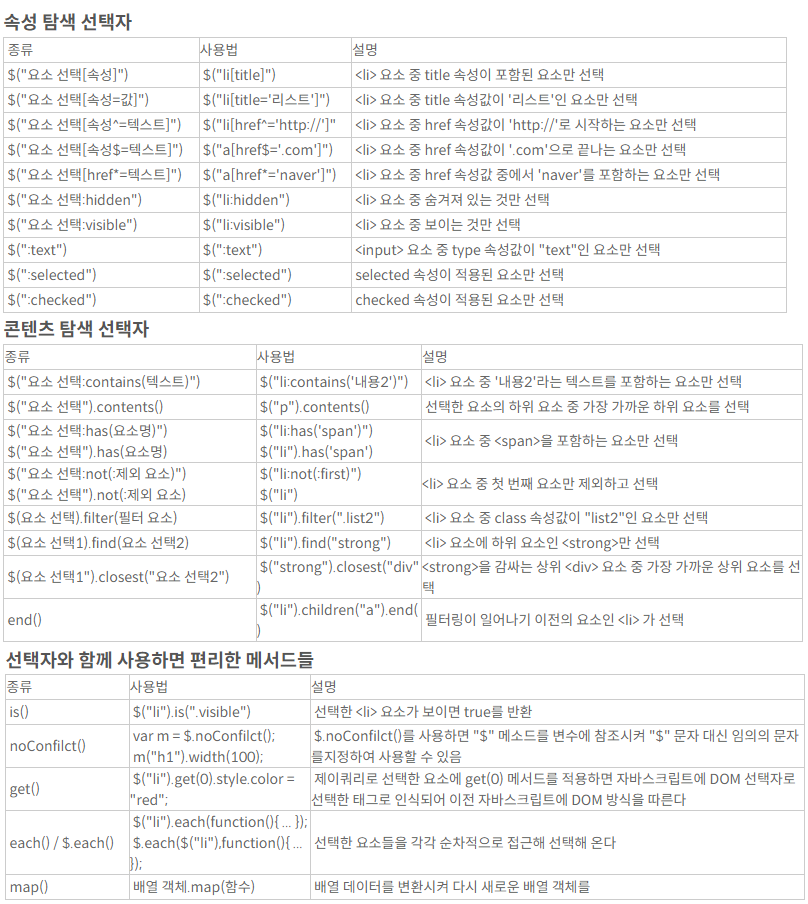 속성 탐색 선택자
종류 사용법 설명
$("요소 선택[속성]") $("li[title]") <li> 요소 중 title 속성이 포함된 요소만 선택
$("요소 선택[속성=값]") $("li[title='리스트']") <li> 요소 중 title 속성값이 '리스트'인 요소만 선택
$("요소 선택[속성^=텍스트]") $("li[href^='http://']" <li> 요소 중 href 속성값이 'http://'로 시작하는 요소만 선택
$("요소 선택[속성$=텍스트]") $("a[href$='.com']") <li> 요소 중 href 속성값이 '.com'으로 끝나는 요소만 선택
$("요소 선택[href*=텍스트]") $("a[href*='naver']") <li> 요소 중 href 속성값 중에서 'naver'를 포함하는 요소만 선택
$("요소 선택:hidden") $("li:hidden") <li> 요소 중 숨겨져 있는 것만 선택
$("요소 선택:visible") $("li:visible") <li> 요소 중 보이는 것만 선택
$(":text") $(":text") <input> 요소 중 type 속성값이 "text"인 요소만 선택
$(":selected") $(":selected") selected 속성이 적용된 요소만 선택
$(":checked") $(":checked") checked 속성이 적용된 요소만 선택
콘텐츠 탐색 선택자
종류 사용법 설명
$("요소 선택:contains(텍스트)") $("li:contains('내용2')") <li> 요소 중 '내용2'라는 텍스트를 포함하는 요소만 선택
$("요소 선택").contents() $("p").contents() 선택한 요소의 하위 요소 중 가장 가까운 하위 요소를 선택
$("요소 선택:has(요소명)") $("li:has('span')")
$("요소 선택").has(요소명) $("li").has('span')
<li> 요소 중 <span>을 포함하는 요소만 선택
$("요소 선택:not(:제외 요소)") $("li:not(:first)")
$("요소 선택").not(:제외 요소) $("li")
<li> 요소 중 첫 번째 요소만 제외하고 선택
$(요소 선택).filter(필터 요소) $("li").filter(".list2") <li> 요소 중 class 속성값이 "list2"인 요소만 선택
$(요소 선택1).find(요소 선택2) $("li").find("strong") <li> 요소에 하위 요소인 <strong>만 선택
$(요소 선택1").closest("요소 선택2") $("strong").closest("div"
)
<strong>을 감싸는 상위 <div> 요소 중 가장 가까운 상위 요소를 선
택
end() $("li").children("a").end(
)
필터링이 일어나기 이전의 요소인 <li> 가 선택
선택자와 함께 사용하면 편리한 메서드들
종류 사용법 설명
is() $("li").is(".visible") 선택한 <li> 요소가 보이면 true를 반환
noConfilct() var m = $.noConfilct();
m("h1").width(100);
$.noConfilct()를 사용하면 "$" 메소드를 변수에 참조시켜 "$" 문자 대신 임의의 문자
를지정하여 사용할 수 있음
get() $("li").get(0).style.color =
"red";
제이쿼리로 선택한 요소에 get(0) 메서드를 적용하면 자바스크립트에 DOM 선택자로
선택한 태그로 인식되어 이전 자바스크립트에 DOM 방식을 따른다
each() / $.each() $("li").each(function(){ ... });
$.each($("li"),function(){ ...
});
선택한 요소들을 각각 순차적으로 접근해 선택해 온다
map() 배열 객체.map(함수) 배열 데이터를 변환시켜 다시 새로운 배열 객체를